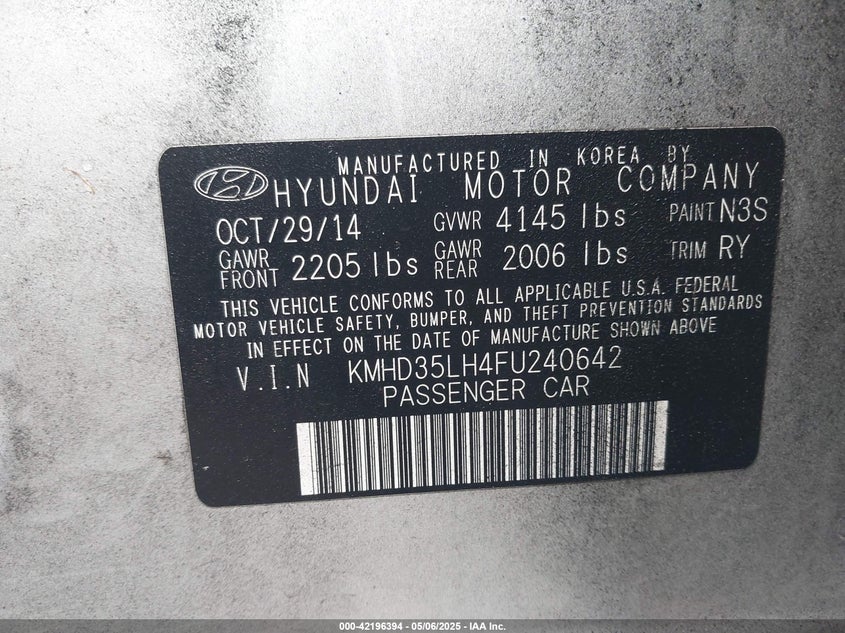 MANUFACTURED IN KOREA BY
HYUNDAI MOTOR COMPANY
OCT/29/14 GVWR 4145 lbs PAINT N3S
GAWR FRONT 2205 lbs GAWR REAR 2006 lbs TRIM RY
THIS VEHICLE CONFORMS TO ALL APPLICABLE U.S.A. FEDERAL
MOTOR VEHICLE SAFETY, BUMPER, AND THEFT PREVENTION STANDARDS
IN EFFECT ON THE DATE OF MANUFACTURE SHOWN ABOVE
V.I.N KMHD35LH4FU240642
PASSENGER CAR
000-42196394 - 05/06/2025 - IAA Inc.